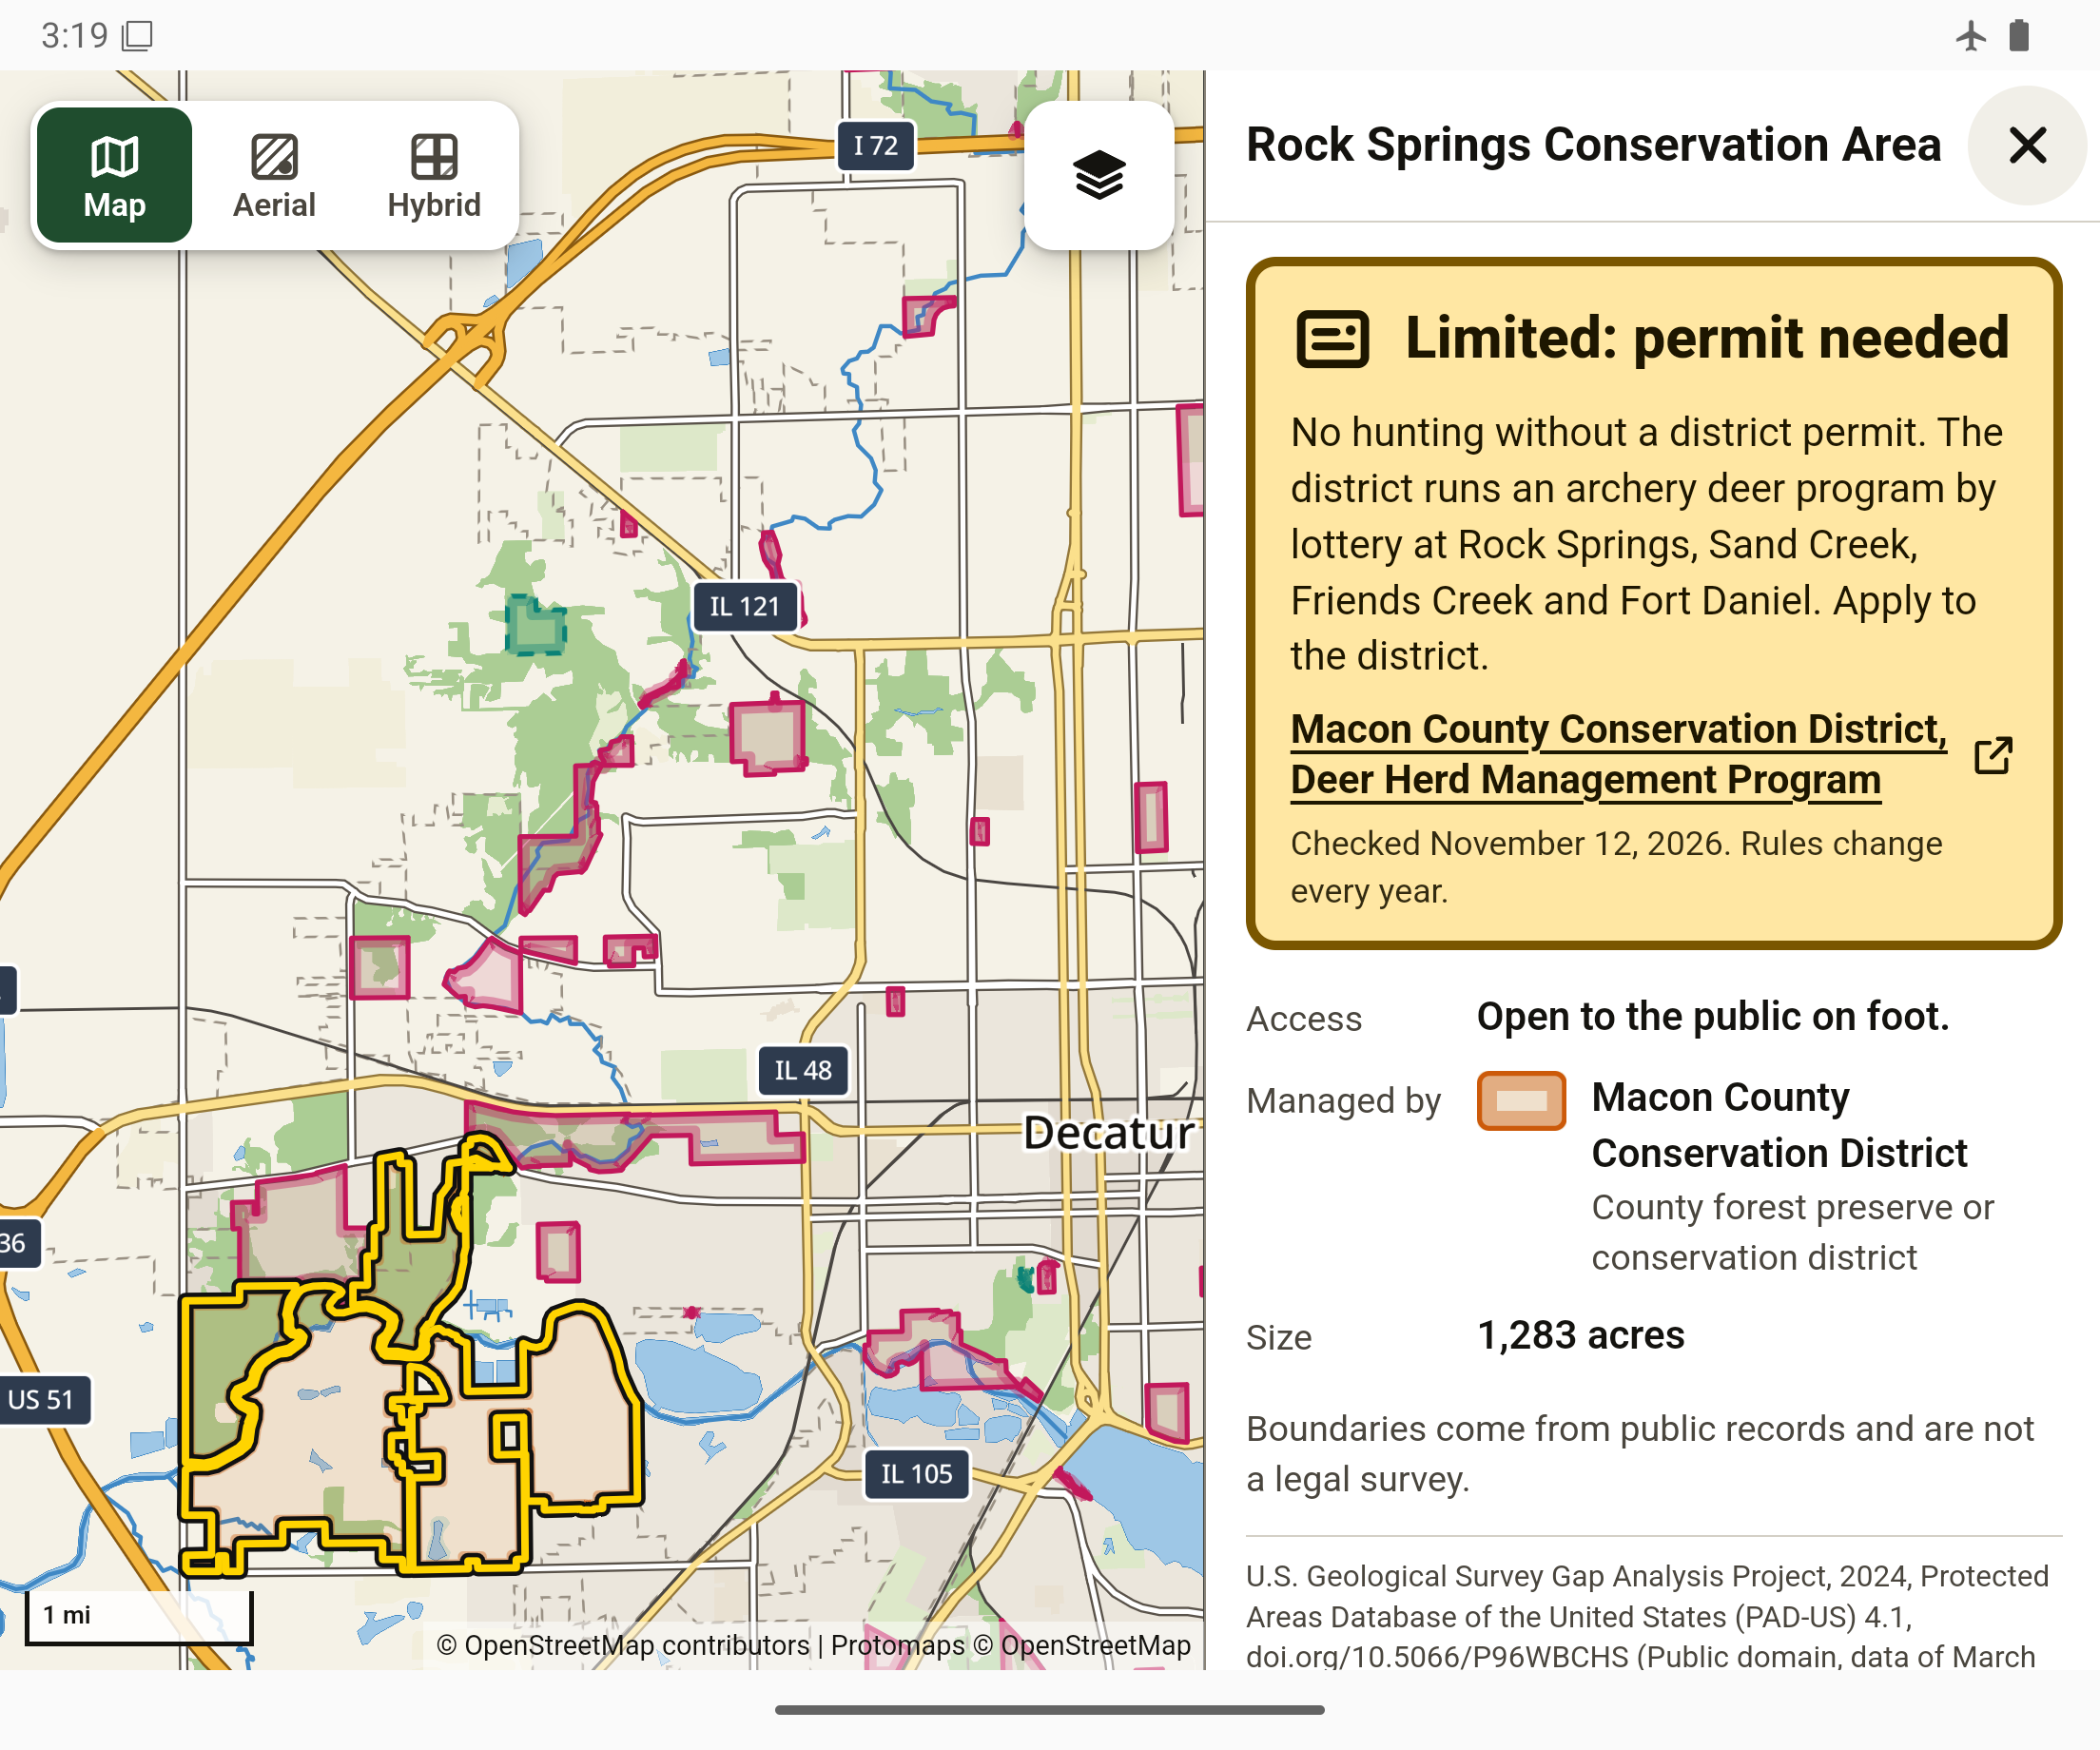 3:19
Map
Aerial
Hybrid
I 72
IL 121
IL 48
Decatur
36
US 51
IL 105
1 mi
© OpenStreetMap contributors | Protomaps © OpenStreetMap
Rock Springs Conservation Area
Limited: permit needed
No hunting without a district permit. The
district runs an archery deer program by
lottery at Rock Springs, Sand Creek,
Friends Creek and Fort Daniel. Apply to
the district.
Macon County Conservation District,
Deer Herd Management Program
Checked November 12, 2026. Rules change
every year.
Access
Open to the public on foot.
Managed by
Macon County
Conservation District
County forest preserve or
conservation district
Size
1,283 acres
Boundaries come from public records and are not
a legal survey.
U.S. Geological Survey Gap Analysis Project, 2024, Protected
Areas Database of the United States (PAD-US) 4.1,
doi.org/10.5066/P96WBCHS (Public domain, data of March